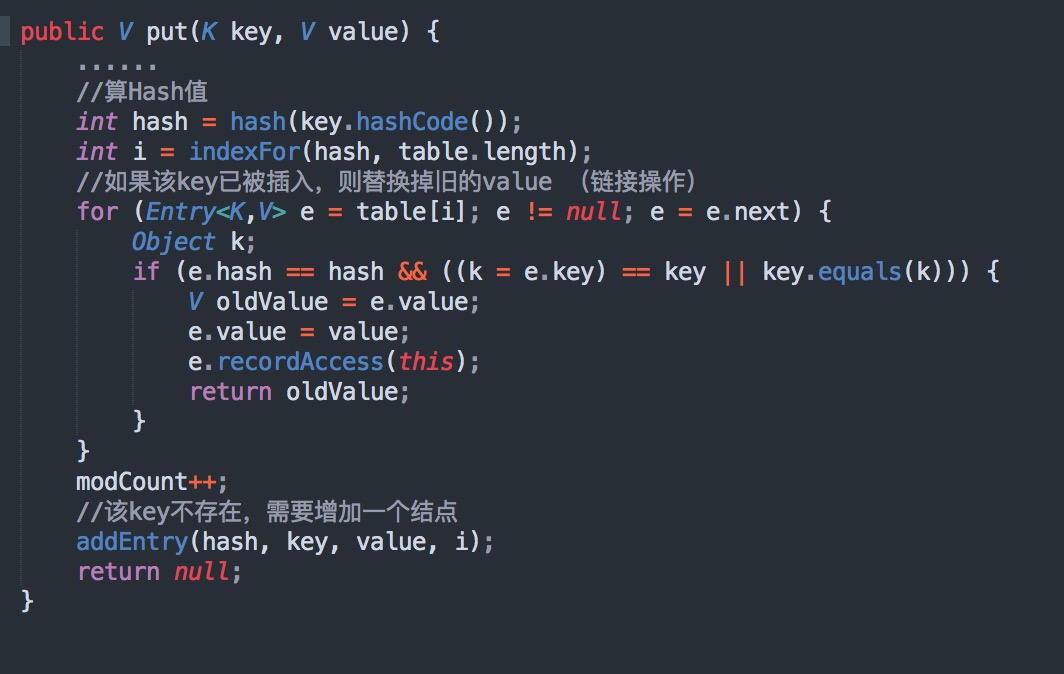 public V put(K key, V value) {
    ......
    //算Hash值
    int hash = hash(key.hashCode());
    int i = indexFor(hash, table.length);
    //如果该key已被插入，则替换掉旧的value （链接操作）
    for (Entry<K,V> e = table[i]; e != null; e = e.next) {
        Object k;
        if (e.hash == hash && ((k = e.key) == key || key.equals(k))) {
            V oldValue = e.value;
            e.value = value;
            e.recordAccess(this);
            return oldValue;
        }
    }
    modCount++;
    //该key不存在，需要增加一个结点
    addEntry(hash, key, value, i);
    return null;
}